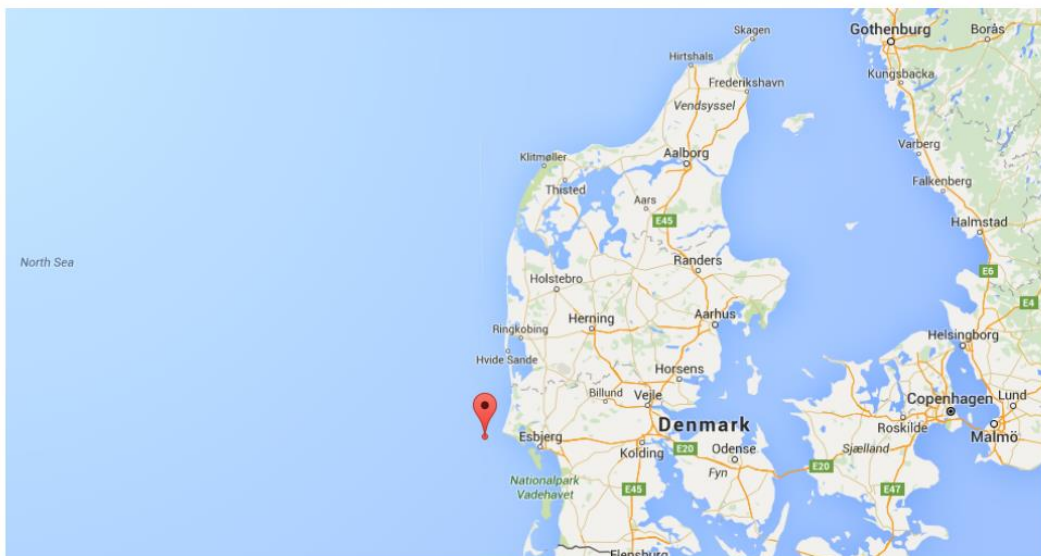 Skagen
Gothenburg
Borås
Hirtshals
Kungsbacka
Frederikshavn
Vendsyssel
Varberg
Klitmøller
Aalborg
Thisted
Falkenberg
Aars
E45
Halmstad
North Sea
Randers
E6
Holstebro
E4
Aarhus
Herning
Ringkobing
Helsingborg
Hvide Sande
Horsens
Billund
Vejle
Copenhagen
Lund
Denmark
Roskilde
Malmö
Esbjerg
E20
Kolding
Odense
Sjælland
E20
Fyn
Nationalpark
Vadehavet
E45
E47
Flensburg